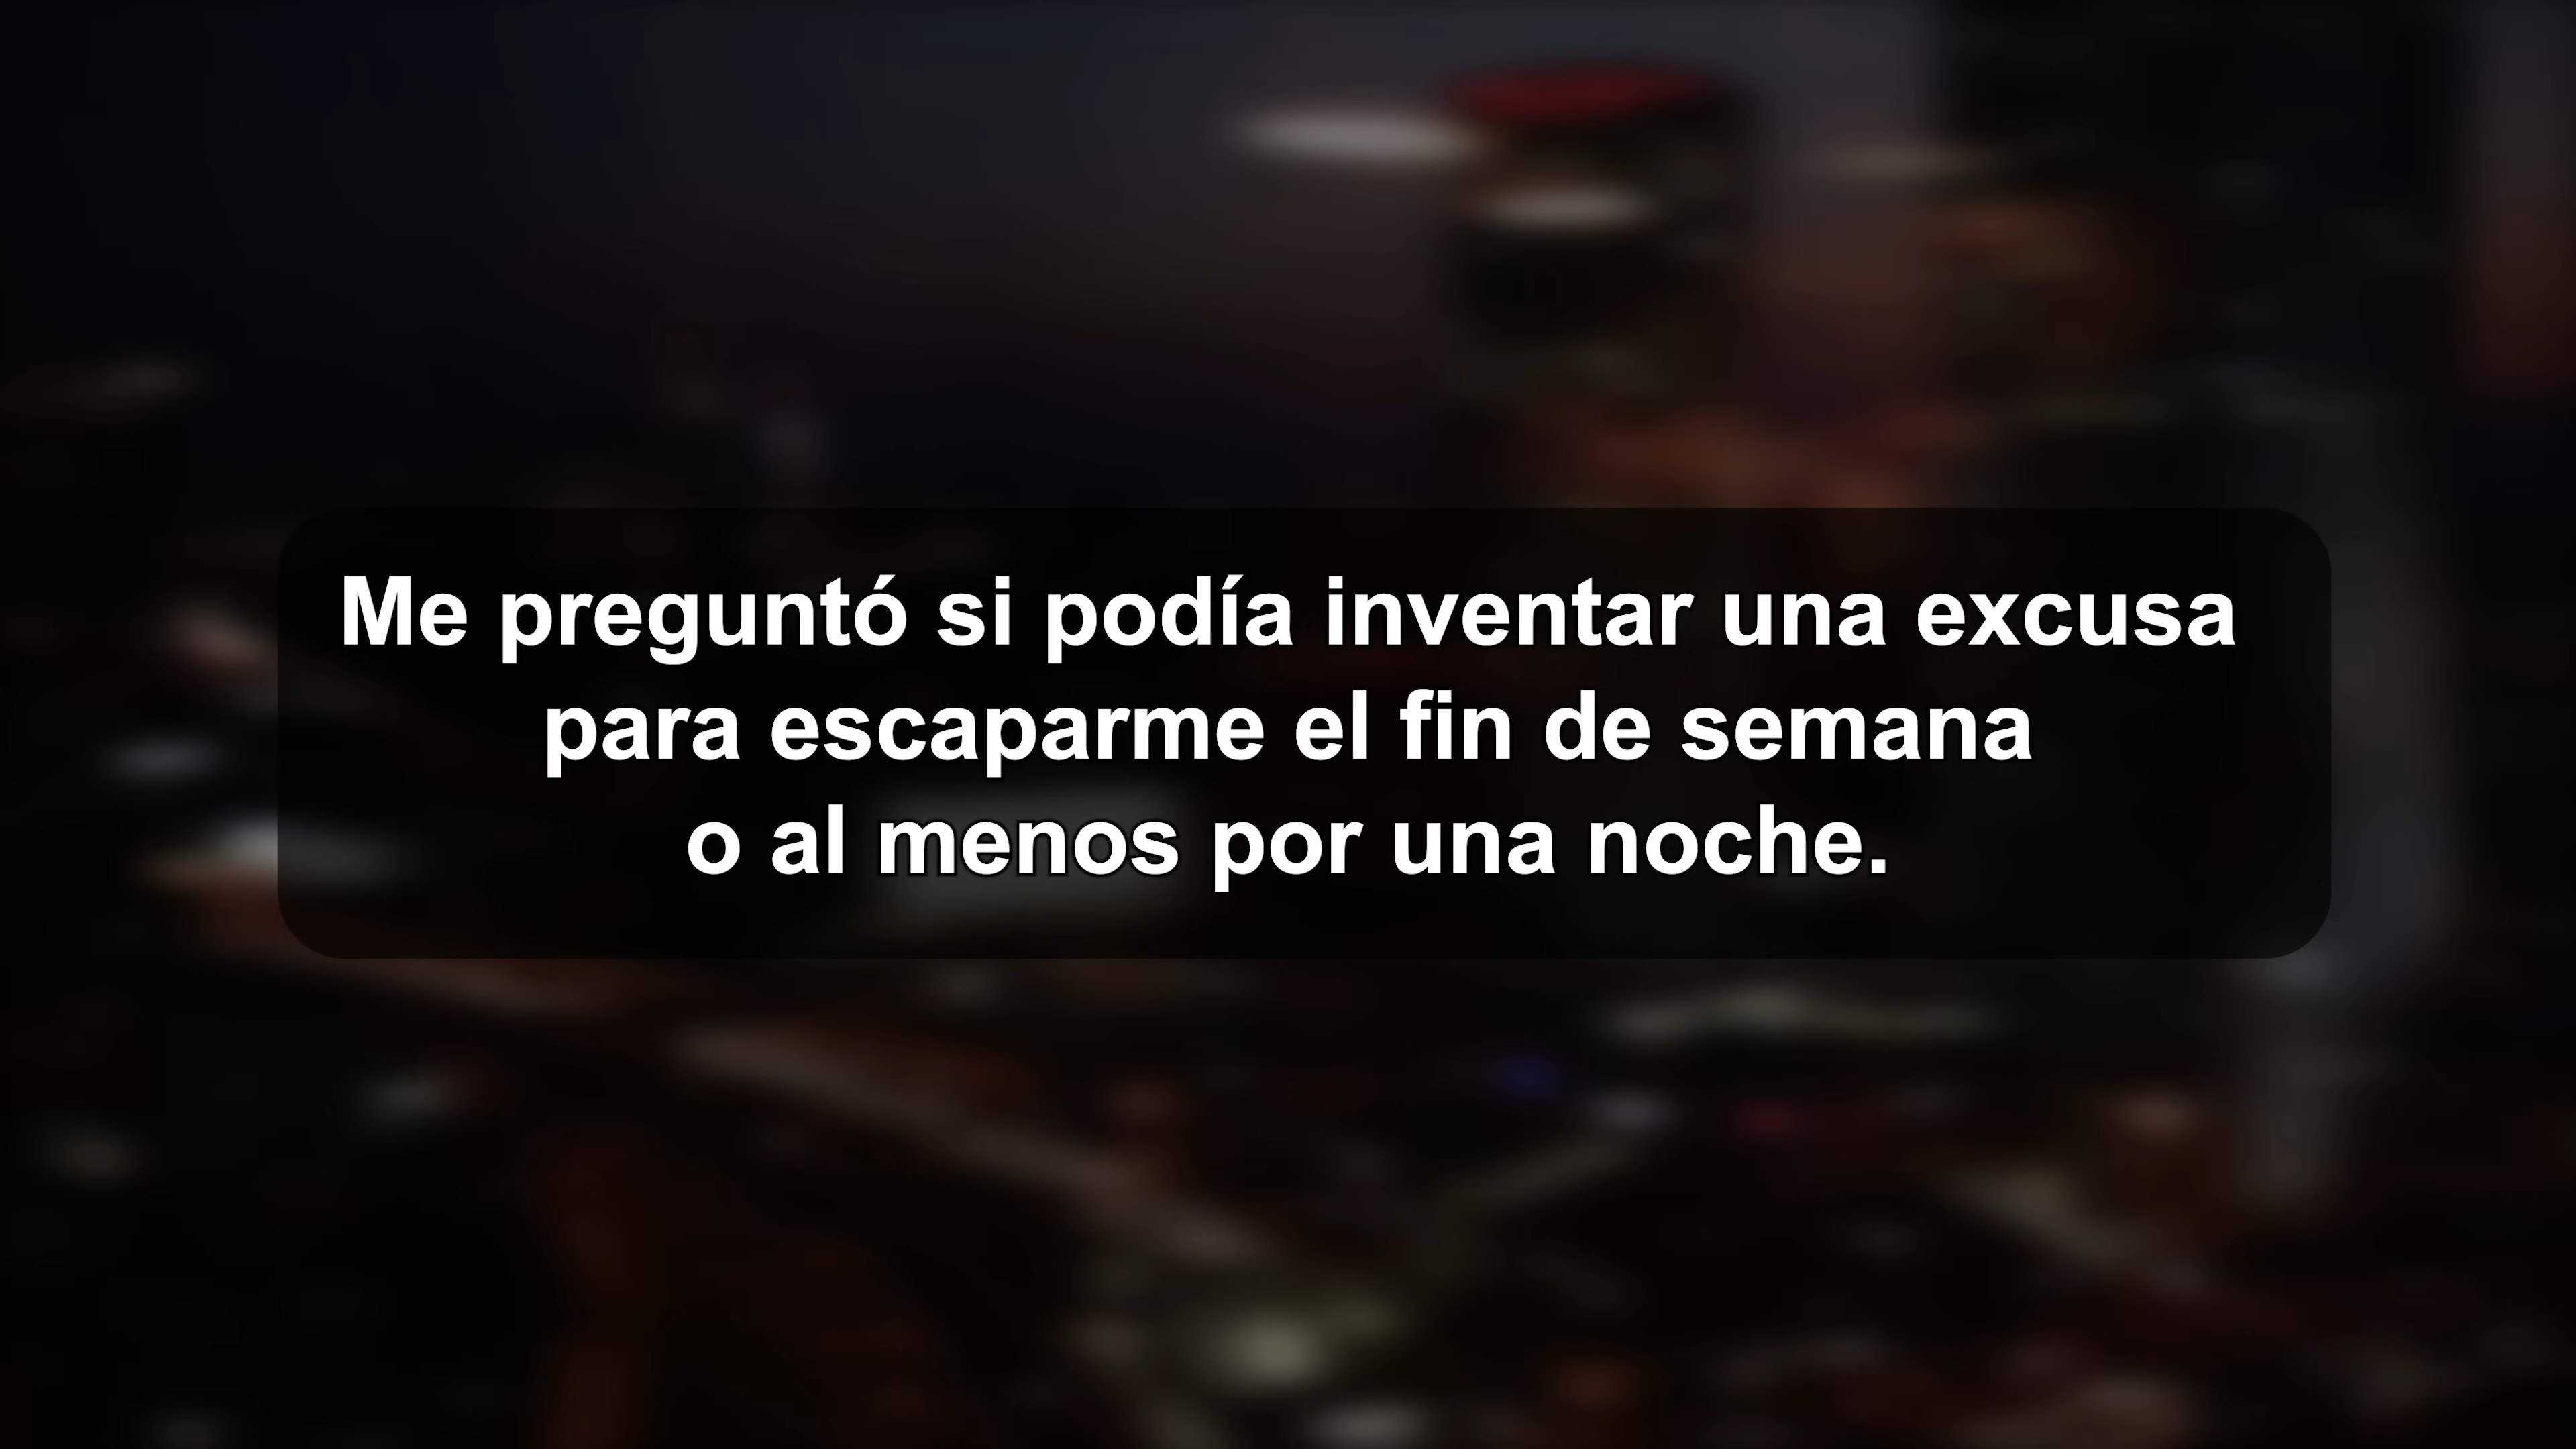 Me preguntó si podía inventar una excusa
para escaparme el fin de semana
o al menos por una noche.